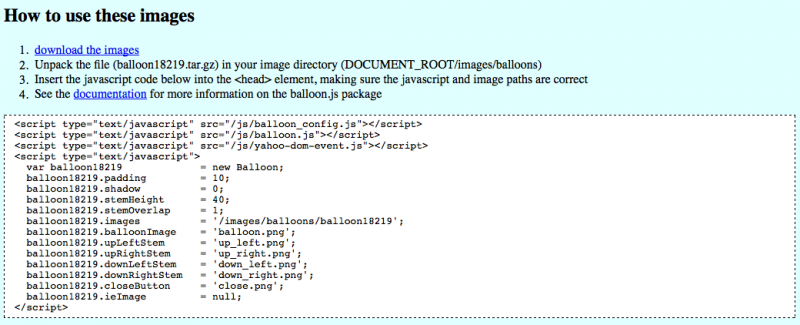 How to use these images
1. download the images
2. Unpack the file (balloon18219.tar.gz) in your image directory (DOCUMENT_ROOT/images/balloons)
3. Insert the javascript code below into the <head> element, making sure the javascript and image paths are correct
4. See the documentation for more information on the balloon.js package
<script type="text/javascript" src="/js/balloon_config.js"></script>
<script type="text/javascript" src="/js/balloon.js"></script>
<script type="text/javascript" src="/js/yahoo-dom-event.js"></script>
<script type="text/javascript">
  var balloon18219             = new Balloon;
  balloon18219.padding         = 10;
  balloon18219.shadow          = 0;
  balloon18219.stemHeight      = 40;
  balloon18219.stemOverlap     = 1;
  balloon18219.images          = '/images/balloons/balloon18219';
  balloon18219.balloonImage    = 'balloon.png';
  balloon18219.upLeftStem      = 'up_left.png';
  balloon18219.upRightStem     = 'up_right.png';
  balloon18219.downLeftStem    = 'down_left.png';
  balloon18219.downRightStem   = 'down_right.png';
  balloon18219.closeButton     = 'close.png';
  balloon18219.ieImage         = null;
</script>